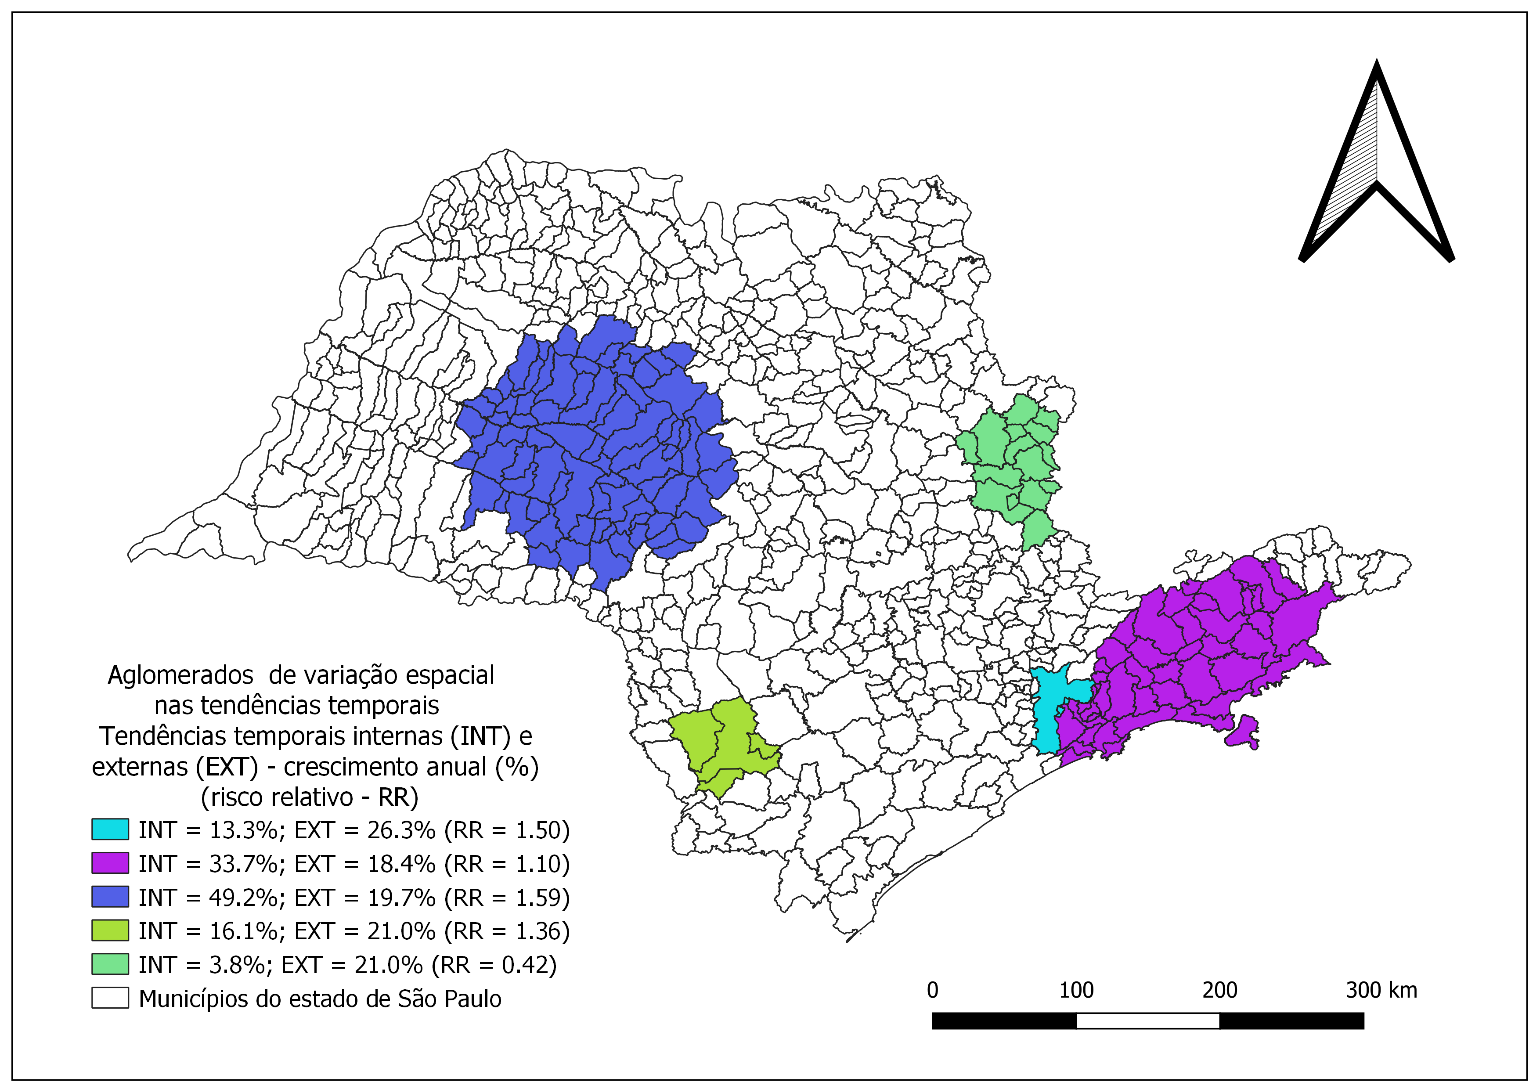 Aglomerados de variação espacial
nas tendências temporais
Tendências temporais internas (INT) e
externas (EXT) - crescimento anual (%)
(risco relativo - RR)
INT = 13.3%; EXT = 26.3% (RR = 1.50)
INT = 33.7%; EXT = 18.4% (RR = 1.10)
INT = 49.2%; EXT = 19.7% (RR = 1.59)
INT = 16.1%; EXT = 21.0% (RR = 1.36)
INT = 3.8%; EXT = 21.0% (RR = 0.42)
Municípios do estado de São Paulo
0 100 200 300 km